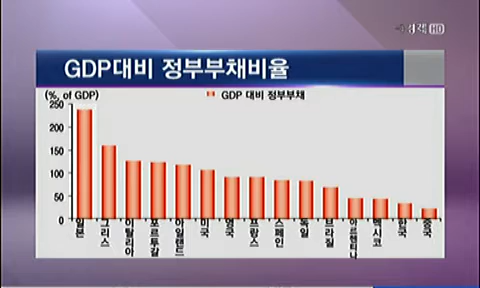 GDP대비 정부부채비율
(%, of GDP)
GDP 대비 정부부채
250
200
150
100
50
0
일본
그리스
이탈리아
포르투갈
아일랜드
미국
영국
프랑스
스페인
독일
브라질
아르헨티나
멕시코
한국
중국
HD